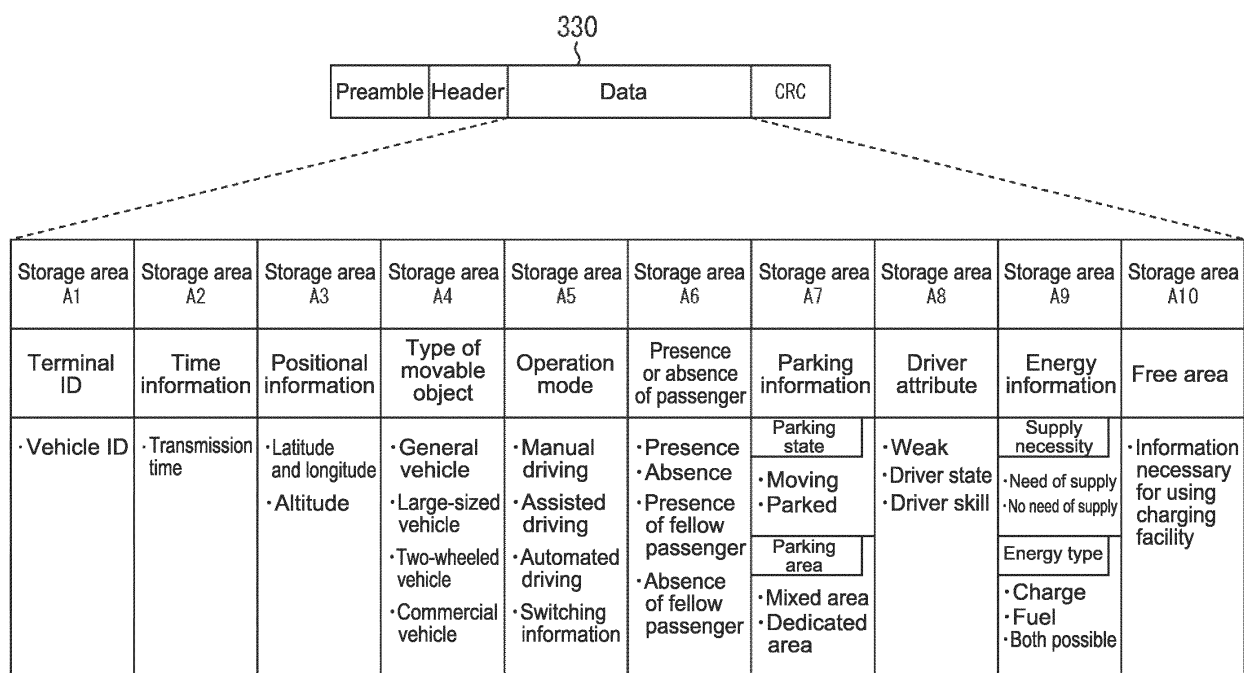 330
Preamble Header Data CRC
Storage area A1
Storage area A2
Storage area A3
Storage area A4
Storage area A5
Storage area A6
Storage area A7
Storage area A8
Storage area A9
Storage area A10
Terminal
ID
Time
information
Positional
information
Type of
movable
object
Operation
mode
Presence
or absence
of passenger
Parking
information
Driver
attribute
Energy
information
Free area
・Vehicle ID
・Transmission
time
・Latitude
and longitude
・Altitude
・General
vehicle
・Large-sized
vehicle
・Two-wheeled
vehicle
・Commercial
vehicle
・Manual
driving
・Assisted
driving
・Automated
driving
・Switching
information
・Presence
・Absence
・Presence
of fellow
passenger
・Absence
of fellow
passenger
Parking
state
・Moving
・Parked
Parking
area
・Mixed area
・Dedicated
area
・Weak
・Driver state
・Driver skill
Supply
necessity
・Need of supply
・No need of supply
Energy type
・Charge
・Fuel
・Both possible
・Information
necessary
for using
charging
facility